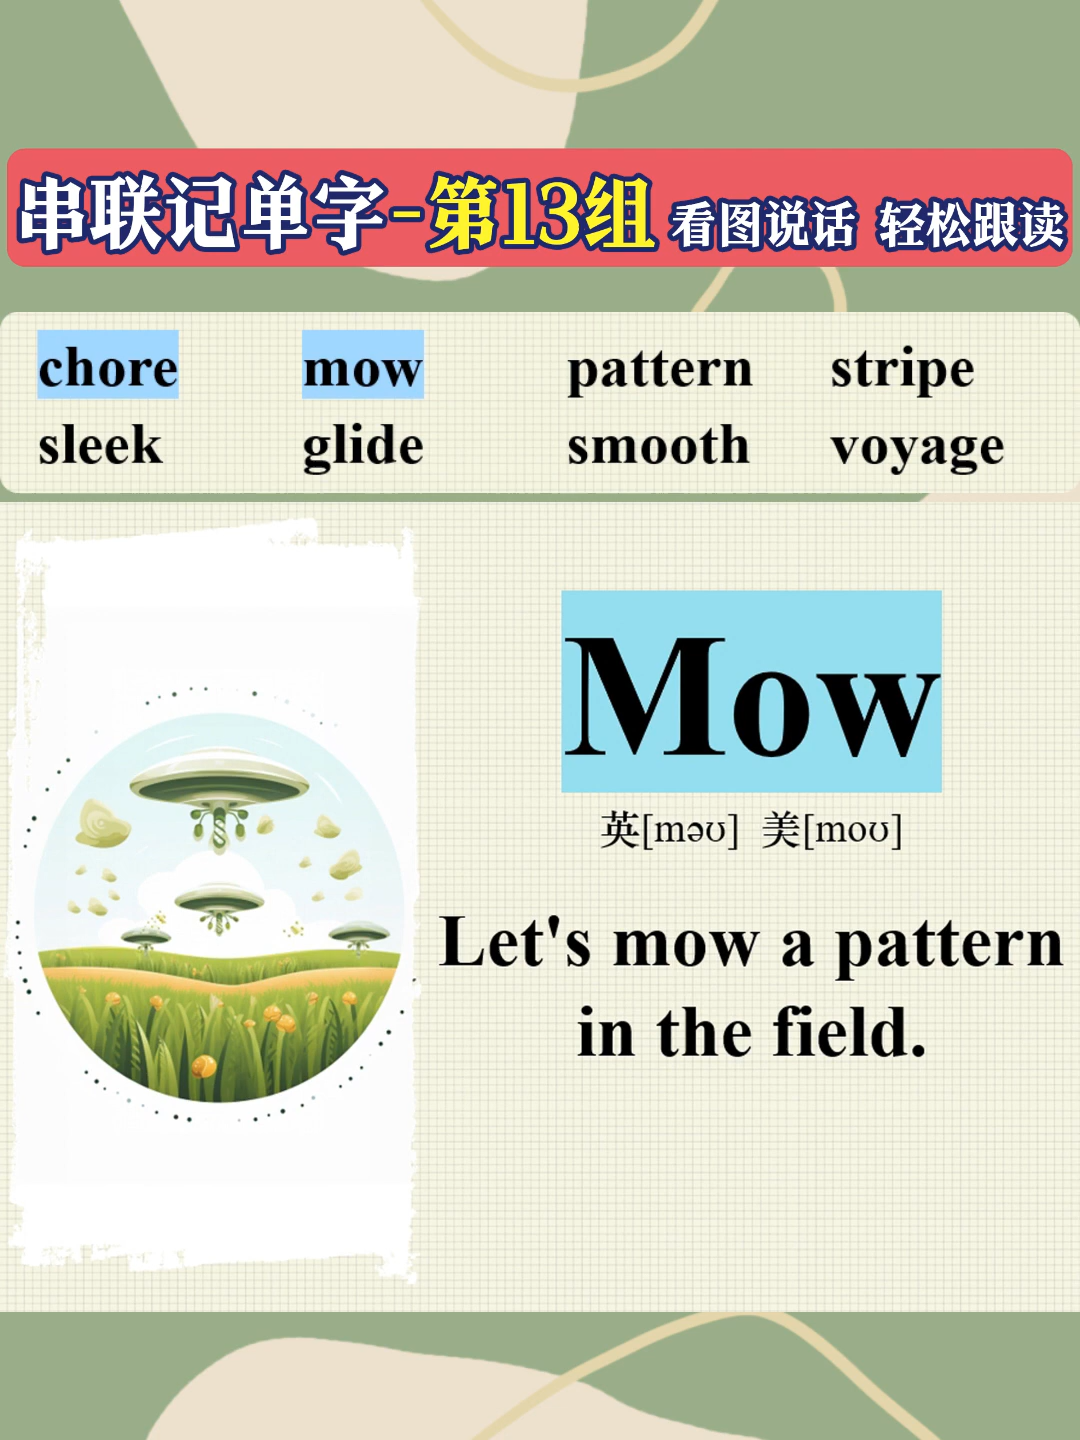 串联记单字-第13组 看图说话 轻松跟读
chore mow pattern stripe
sleek glide smooth voyage
Mow
英[məʊ] 美[moʊ]
Let's mow a pattern
in the field.